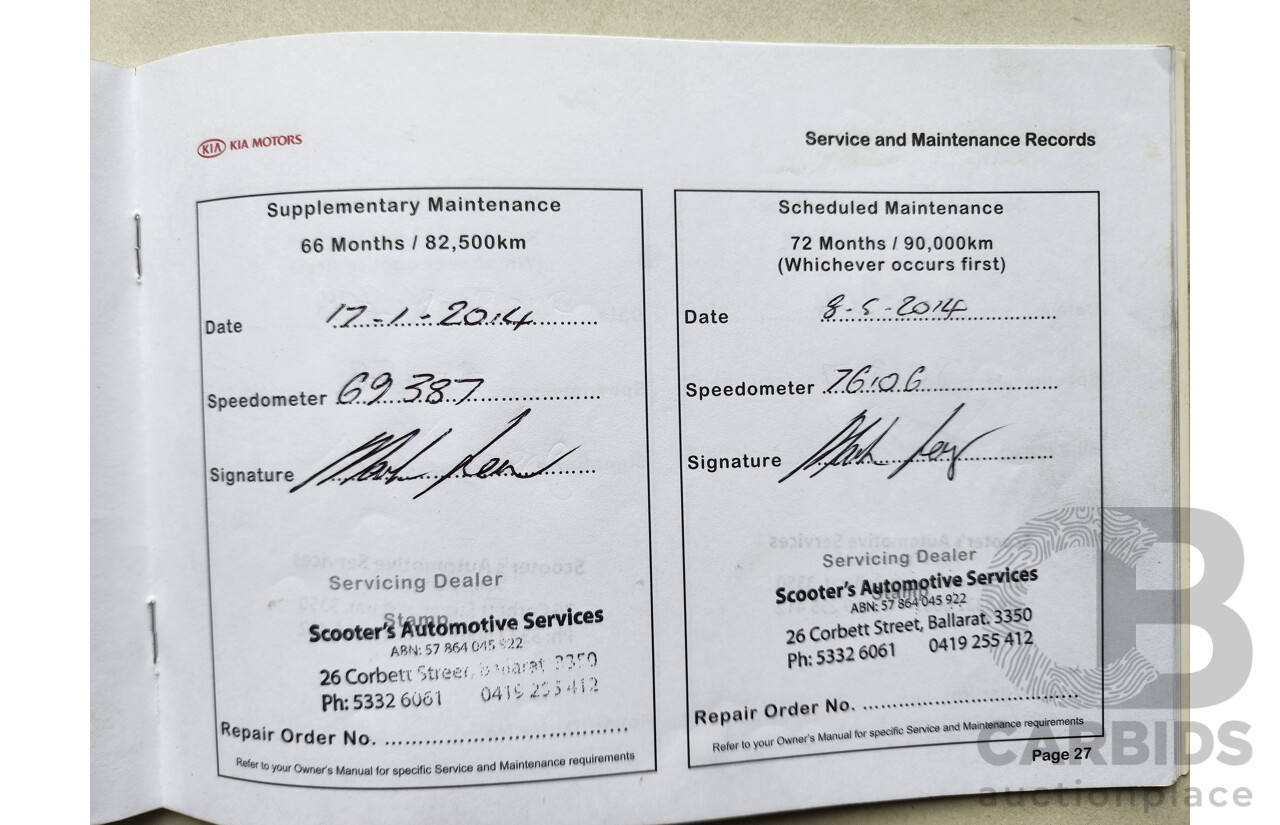 KIA KIA MOTORS
Service and Maintenance Records
Supplementary Maintenance
66 Months / 82,500km
Date 17-1-2014
Speedometer 69387
Signature
Servicing Dealer
Stamp
Scooter's Automotive Services
ABN: 57 864 045 922
26 Corbett Street, Ballarat 3350
Ph: 5332 6061 0419 255 412
Repair Order No. ........................................
Refer to your Owner's Manual for specific Service and Maintenance requirements
Scheduled Maintenance
72 Months / 90,000km
(Whichever occurs first)
Date 8-5-2014
Speedometer 76106
Signature
Servicing Dealer
Stamp
Scooter's Automotive Services
ABN: 57 864 045 922
26 Corbett Street, Ballarat. 3350
Ph: 5332 6061 0419 255 412
Repair Order No. ....................................
Refer to your Owner's Manual for specific Service and Maintenance requirements
Page 27
CARBIDS
auctionplace